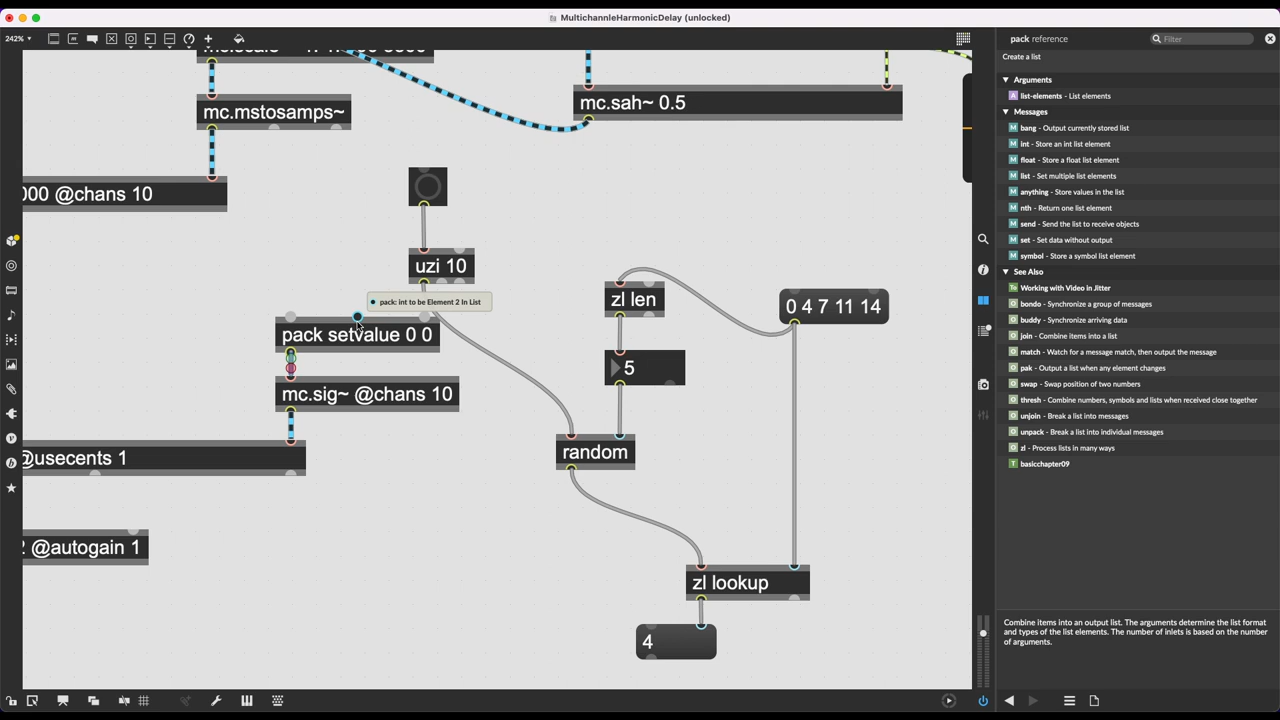 MultichannleHarmonicDelay (unlocked)
242%
pack reference
Filter
Create a list
mc.mstosamps~
mc.sah~ 0.5
000 @chans 10
uzi 10
pack: int to be Element 2 In List
pack setvalue 0 0
zl len
0 4 7 11 14
5
mc.sig~ @chans 10
@usecents 1
random
2 @autogain 1
zl lookup
4
Arguments
A list-elements - List elements
Messages
M bang - Output currently stored list
M int - Store an int list element
M float - Store a float list element
M list - Set multiple list elements
M anything - Store values in the list
M nth - Return one list element
M send - Send the list to receive objects
M set - Set data without output
M symbol - Store a symbol list element
See Also
To Working with Video in Jitter
O bondo - Synchronize a group of messages
O buddy - Synchronize arriving data
O join - Combine items into a list
O match - Watch for a message match, then output the message
O pak - Output a list when any element changes
O swap - Swap position of two numbers
O thresh - Combine numbers, symbols and lists when received close together
O unjoin - Break a list into messages
O unpack - Break a list into individual messages
O zl - Process lists in many ways
T basicchapter09
Combine items into an output list. The arguments determine the list format
and types of the list elements. The number of inlets is based on the number
of arguments.